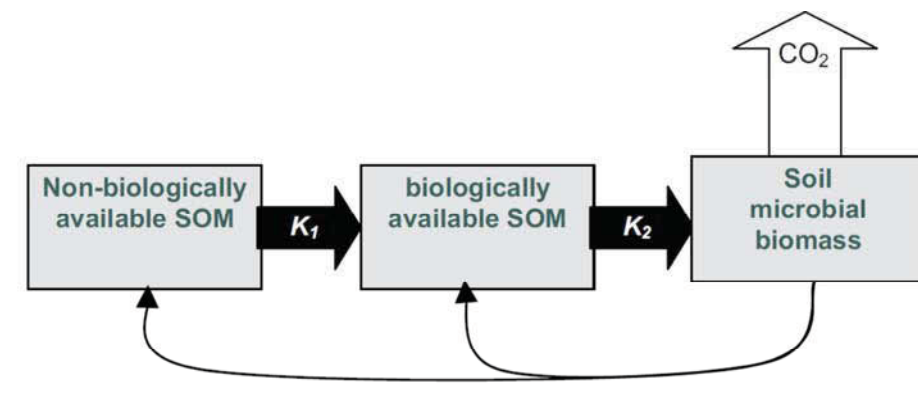 CO₂
Non-biologically
available SOM
K₁
biologically
available SOM
K₂
Soil
microbial
biomass